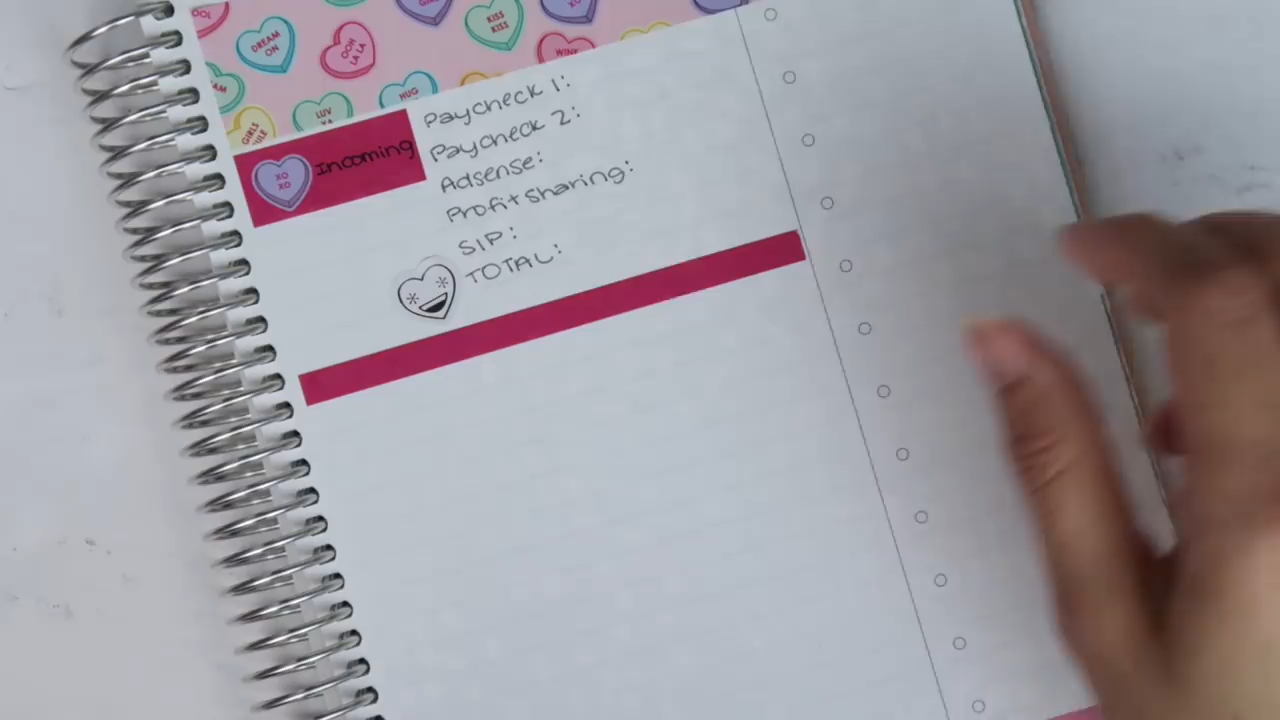 DREAM ON
OOH LA LA
KISS KISS
XO
LUV YA
HUG
XO XO
Incoming
Paycheck 1:
Paycheck 2:
Adsense:
Profit Sharing:
SIP:
TOTAL: